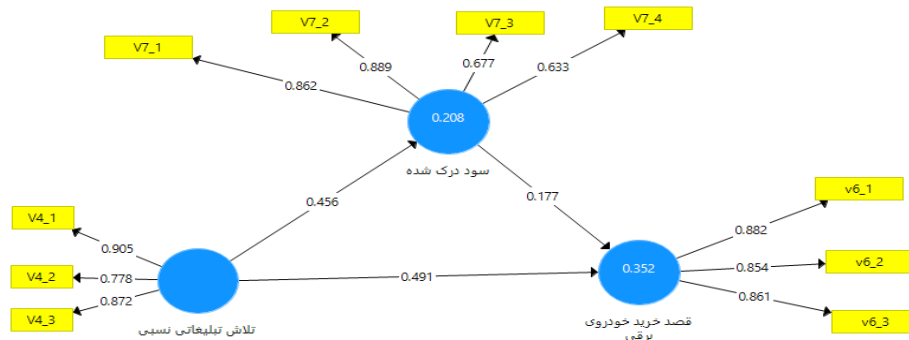 V7_1
V7_2
V7_3
V7_4
0.862
0.889
0.677
0.633
0.208
سود درک شده
0.456
0.177
V4_1
V4_2
V4_3
0.905
0.778
0.872
تلاش تبلیغاتی نسبی
0.491
0.352
قصد خرید خودروی
برقی
0.882
0.854
0.861
v6_1
v6_2
v6_3